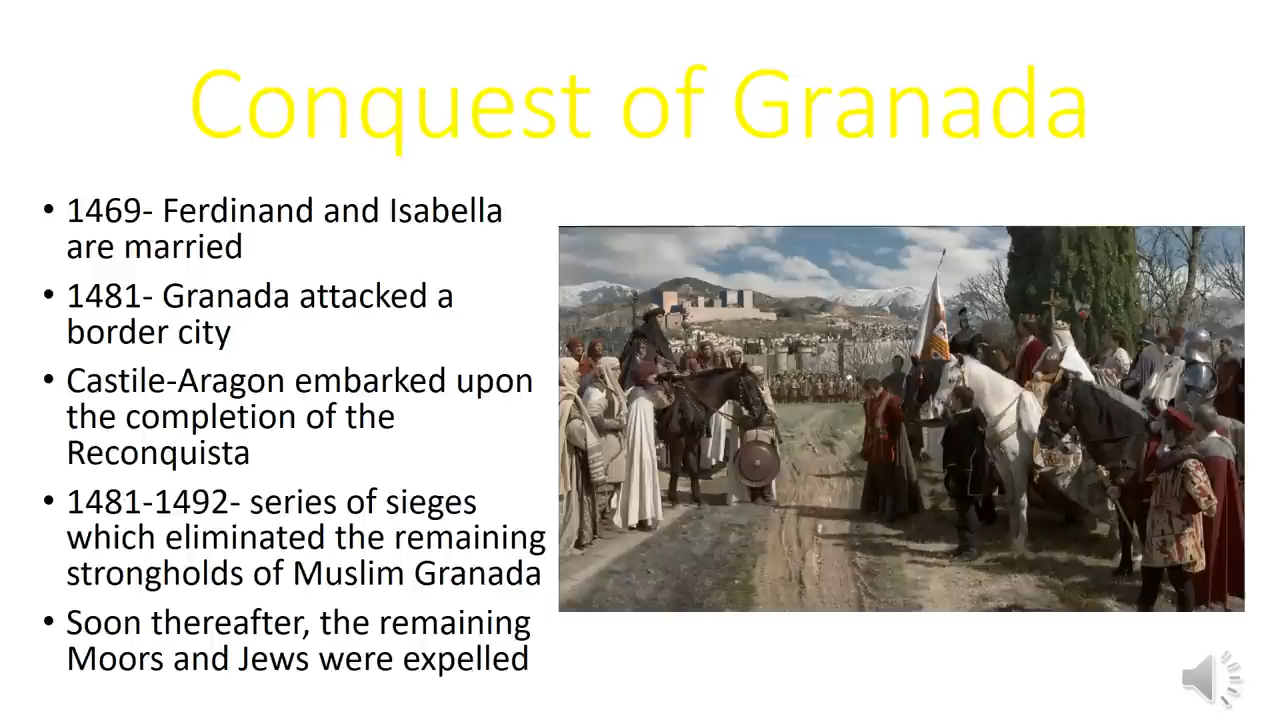 Conquest of Granada
• 1469- Ferdinand and Isabella
are married
• 1481- Granada attacked a
border city
• Castile-Aragon embarked upon
the completion of the
Reconquista
• 1481-1492- series of sieges
which eliminated the remaining
strongholds of Muslim Granada
• Soon thereafter, the remaining
Moors and Jews were expelled